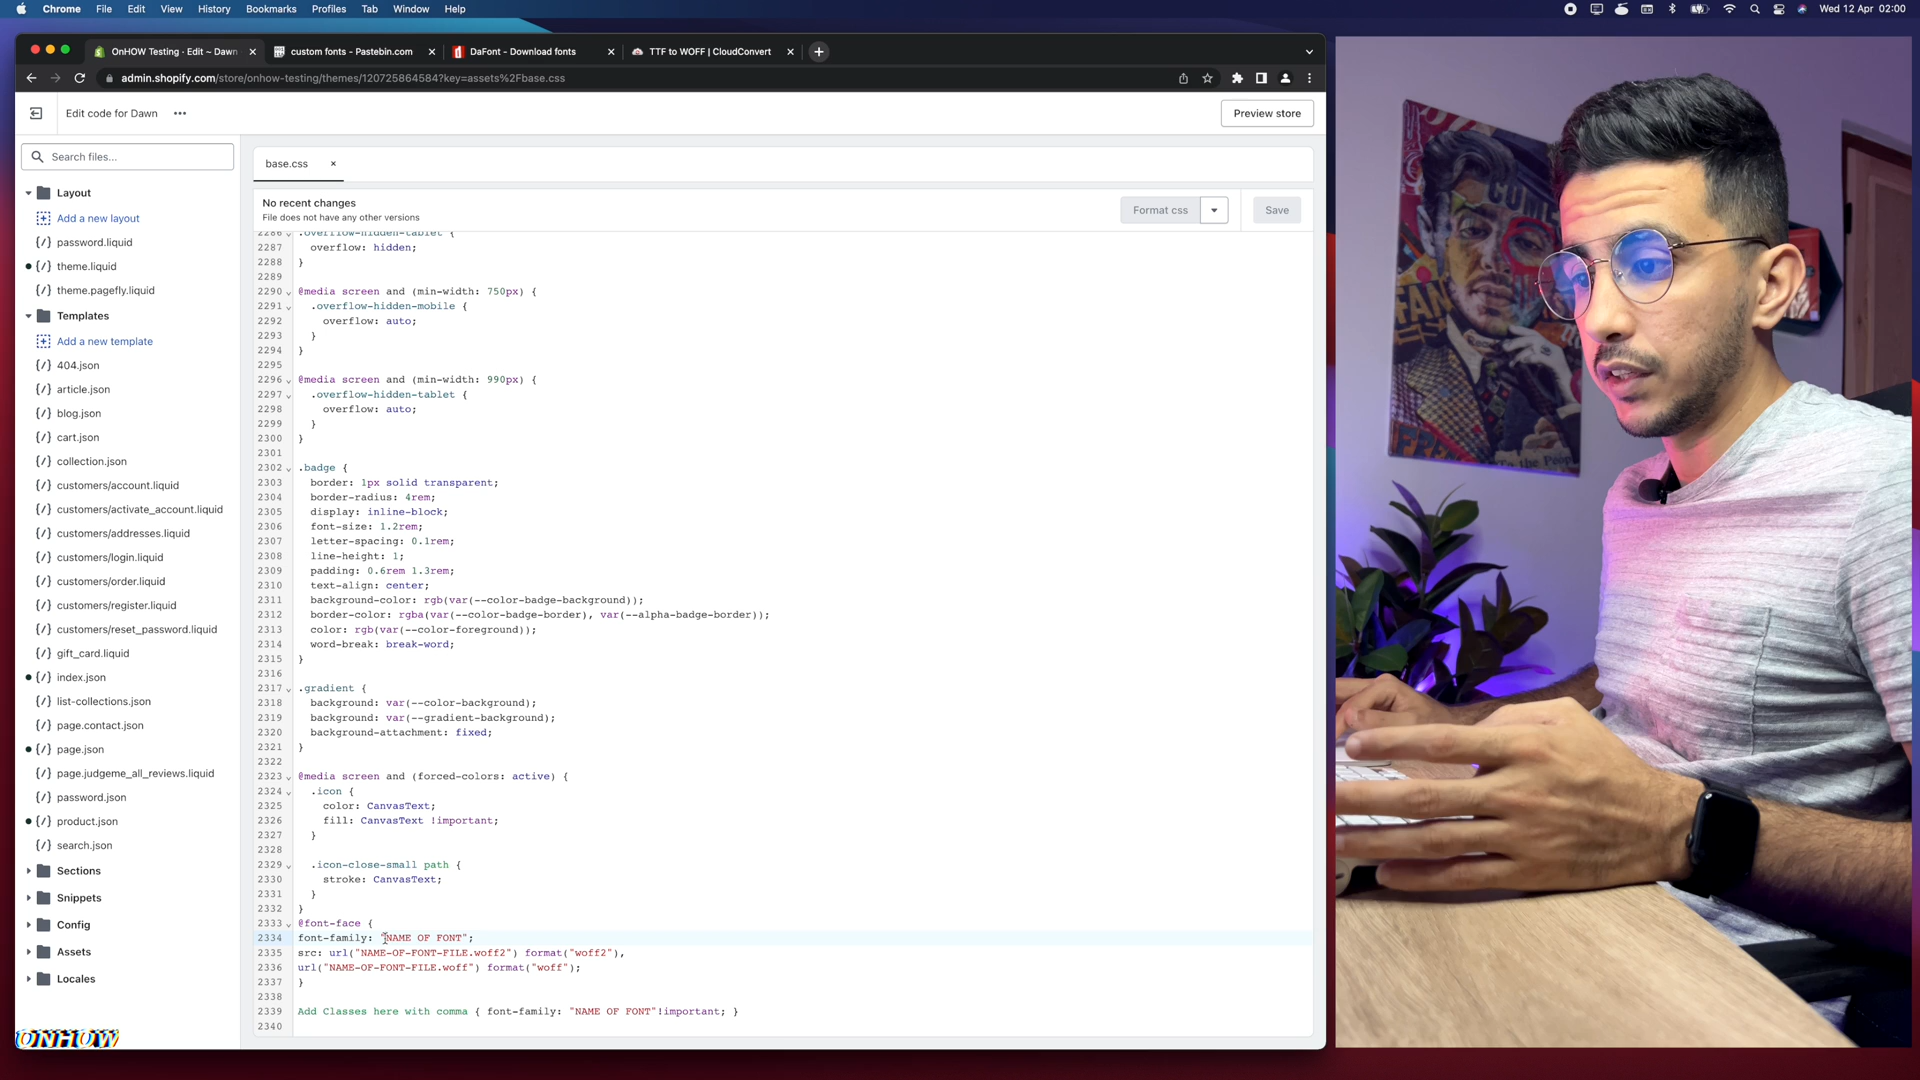 Chrome File Edit View History Bookmarks Profiles Tab Window Help
Wed 12 Apr 02:00
OnHOW Testing · Edit ~ Dawn
custom fonts - Pastebin.com
DaFont - Download fonts
TTF to WOFF | CloudConvert
admin.shopify.com/store/onhow-testing/themes/120725864584?key=assets%2Fbase.css
Edit code for Dawn
Preview store
Search files...
Layout
Add a new layout
{/} password.liquid
{/} theme.liquid
{/} theme.pagefly.liquid
Templates
Add a new template
{/} 404.json
{/} article.json
{/} blog.json
{/} cart.json
{/} collection.json
{/} customers/account.liquid
{/} customers/activate_account.liquid
{/} customers/addresses.liquid
{/} customers/login.liquid
{/} customers/order.liquid
{/} customers/register.liquid
{/} customers/reset_password.liquid
{/} gift_card.liquid
{/} index.json
{/} list-collections.json
{/} page.contact.json
{/} page.json
{/} page.judgeme_all_reviews.liquid
{/} password.json
{/} product.json
{/} search.json
Sections
Snippets
Config
Assets
Locales
ONHOW
base.css
No recent changes
File does not have any other versions
Format css
Save
2286 .overflow-hidden-tablet {
2287 overflow: hidden;
2288 }
2289
2290 @media screen and (min-width: 750px) {
2291 .overflow-hidden-mobile {
2292 overflow: auto;
2293 }
2294 }
2295
2296 @media screen and (min-width: 990px) {
2297 .overflow-hidden-tablet {
2298 overflow: auto;
2299 }
2300 }
2301
2302 .badge {
2303 border: 1px solid transparent;
2304 border-radius: 4rem;
2305 display: inline-block;
2306 font-size: 1.2rem;
2307 letter-spacing: 0.1rem;
2308 line-height: 1;
2309 padding: 0.6rem 1.3rem;
2310 text-align: center;
2311 background-color: rgb(var(--color-badge-background));
2312 border-color: rgba(var(--color-badge-border), var(--alpha-badge-border));
2313 color: rgb(var(--color-foreground));
2314 word-break: break-word;
2315 }
2316
2317 .gradient {
2318 background: var(--color-background);
2319 background: var(--gradient-background);
2320 background-attachment: fixed;
2321 }
2322
2323 @media screen and (forced-colors: active) {
2324 .icon {
2325 color: CanvasText;
2326 fill: CanvasText !important;
2327 }
2328
2329 .icon-close-small path {
2330 stroke: CanvasText;
2331 }
2332 }
2333 @font-face {
2334 font-family: "NAME OF FONT";
2335 src: url("NAME-OF-FONT-FILE.woff2") format("woff2"),
2336 url("NAME-OF-FONT-FILE.woff") format("woff");
2337 }
2338
2339 Add Classes here with comma { font-family: "NAME OF FONT"!important; }
2340